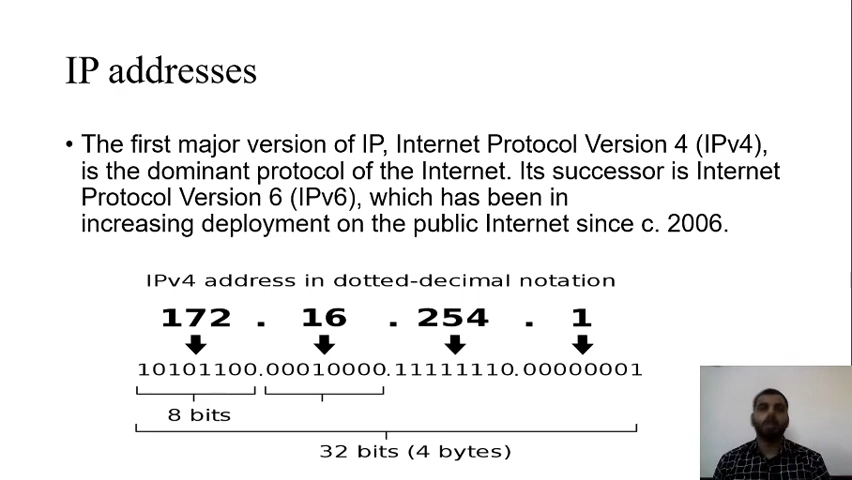 IP addresses
• The first major version of IP, Internet Protocol Version 4 (IPv4),
is the dominant protocol of the Internet. Its successor is Internet
Protocol Version 6 (IPv6), which has been in
increasing deployment on the public Internet since c. 2006.
IPv4 address in dotted-decimal notation
172 . 16 . 254 . 1
10101100.00010000.11111110.00000001
8 bits
32 bits (4 bytes)